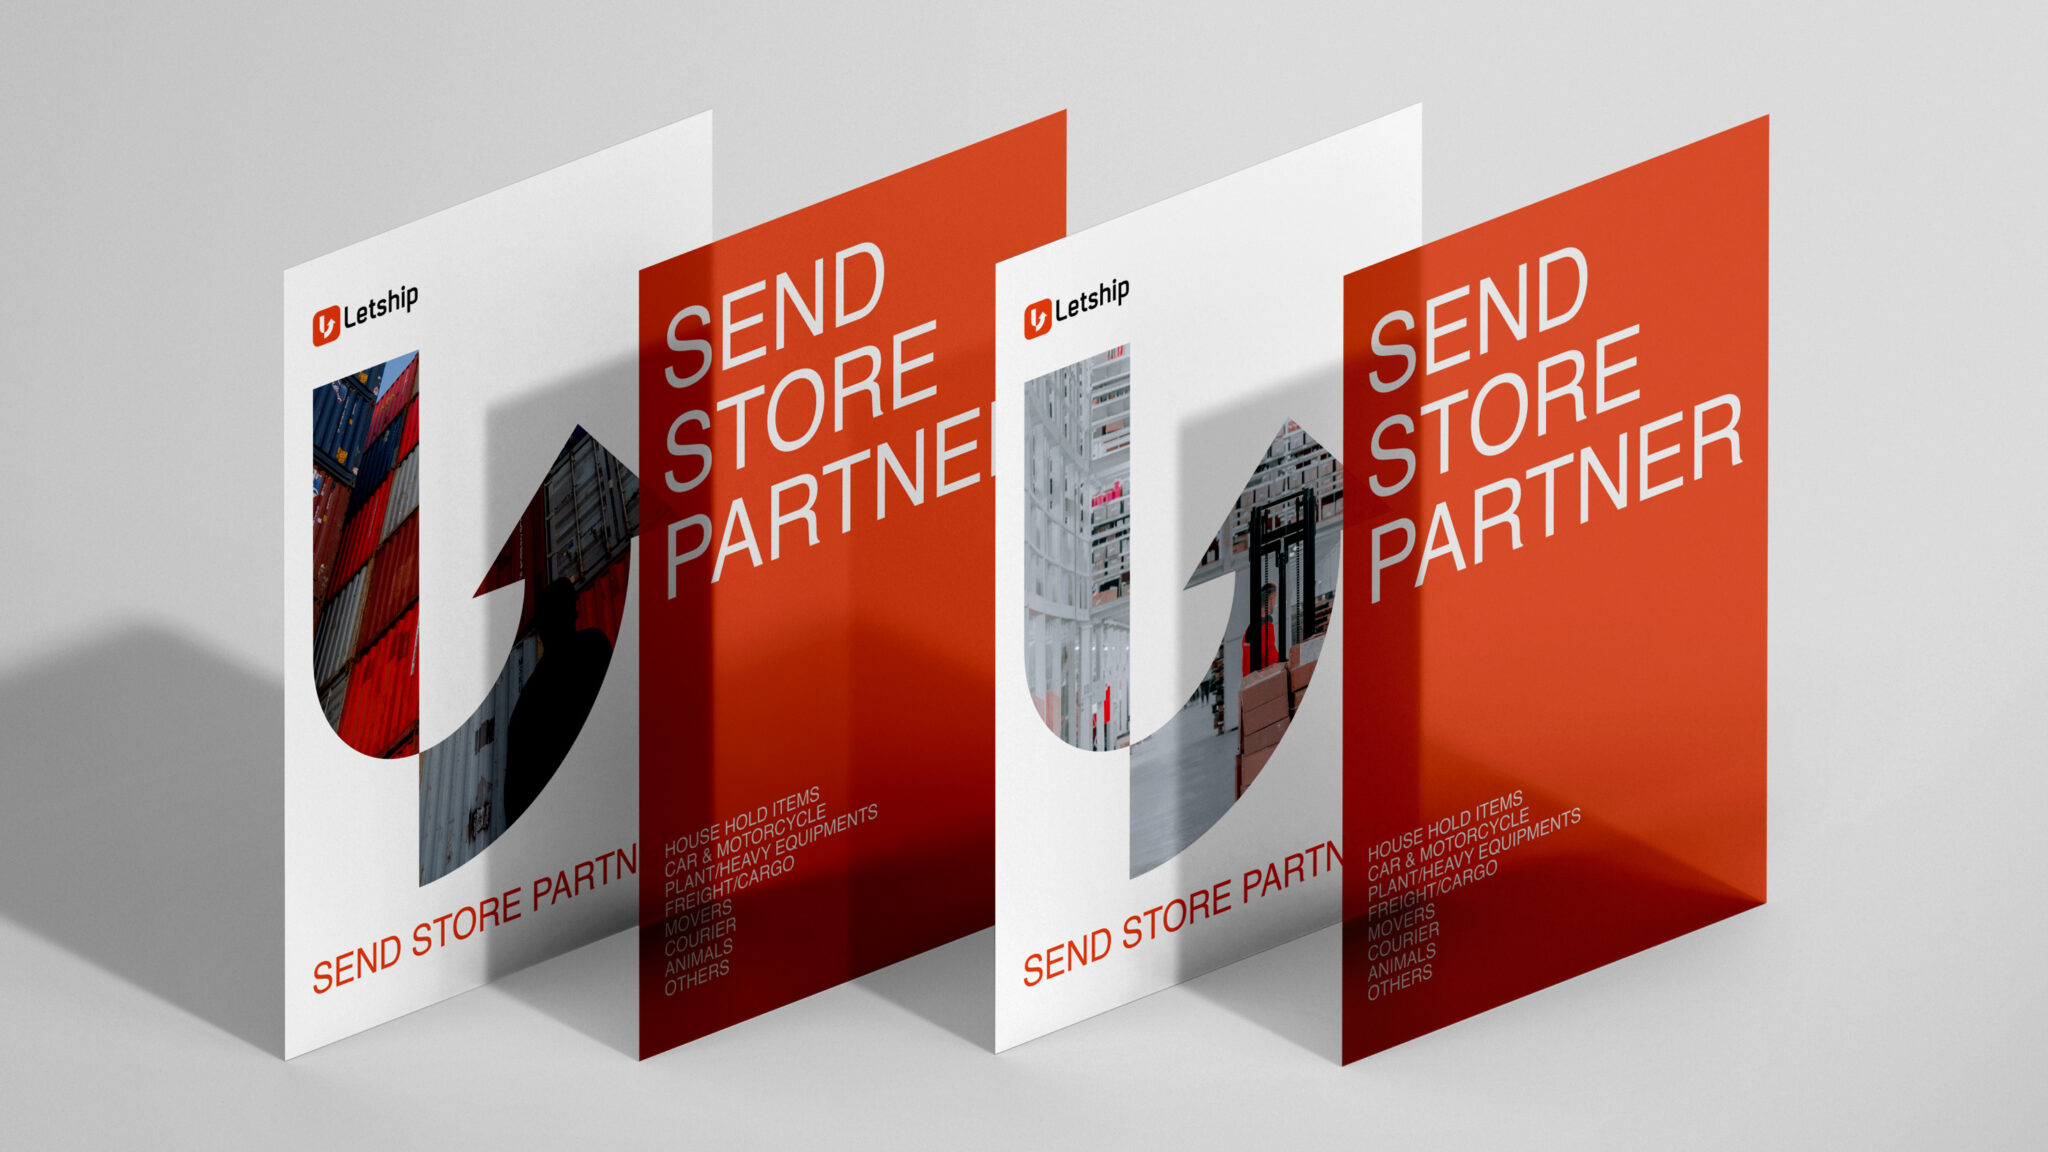 Letship
SEND STORE PARTN
SEND
STORE
PARTNE
HOUSE HOLD ITEMS
CAR & MOTORCYCLE
PLANT/HEAVY EQUIPMENTS
FREIGHT/CARGO
MOVERS
COURIER
ANIMALS
OTHERS
Letship
SEND STORE PARTN
SEND
STORE
PARTNER
HOUSE HOLD ITEMS
CAR & MOTORCYCLE
PLANT/HEAVY EQUIPMENTS
FREIGHT/CARGO
MOVERS
COURIER
ANIMALS
OTHERS